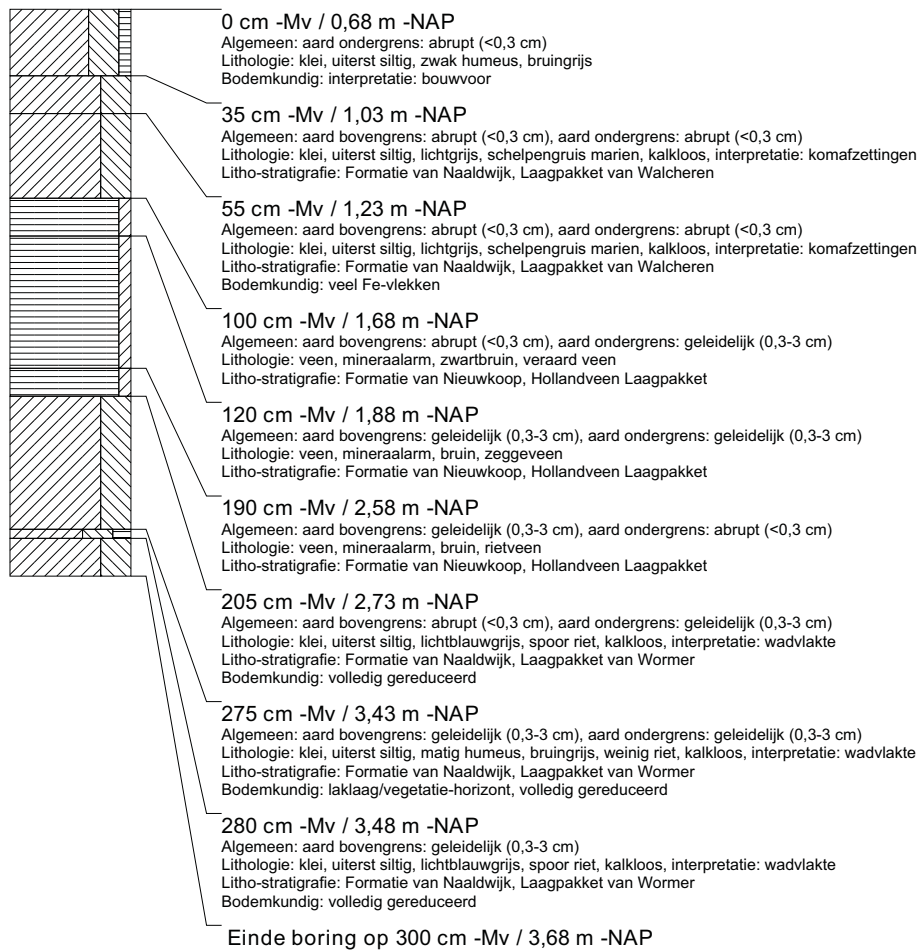 0 cm -Mv / 0,68 m -NAP
Algemeen: aard ondergrens: abrupt (<0,3 cm)
Lithologie: klei, uiterst siltig, zwak humeus, bruingrijs
Bodemkundig: interpretatie: bouwvoor
35 cm -Mv / 1,03 m -NAP
Algemeen: aard bovengrens: abrupt (<0,3 cm), aard ondergrens: abrupt (<0,3 cm)
Lithologie: klei, uiterst siltig, lichtgrijs, schelpengruis marien, kalkloos, interpretatie: komafzettingen
Litho-stratigrafie: Formatie van Naaldwijk, Laagpakket van Walcheren
55 cm -Mv / 1,23 m -NAP
Algemeen: aard bovengrens: abrupt (<0,3 cm), aard ondergrens: abrupt (<0,3 cm)
Lithologie: klei, uiterst siltig, lichtgrijs, schelpengruis marien, kalkloos, interpretatie: komafzettingen
Litho-stratigrafie: Formatie van Naaldwijk, Laagpakket van Walcheren
Bodemkundig: veel Fe-vlekken
100 cm -Mv / 1,68 m -NAP
Algemeen: aard bovengrens: abrupt (<0,3 cm), aard ondergrens: geleidelijk (0,3-3 cm)
Lithologie: veen, mineraalarm, zwartbruin, veraard veen
Litho-stratigrafie: Formatie van Nieuwkoop, Hollandveen Laagpakket
120 cm -Mv / 1,88 m -NAP
Algemeen: aard bovengrens: geleidelijk (0,3-3 cm), aard ondergrens: geleidelijk (0,3-3 cm)
Lithologie: veen, mineraalarm, bruin, zeggeveen
Litho-stratigrafie: Formatie van Nieuwkoop, Hollandveen Laagpakket
190 cm -Mv / 2,58 m -NAP
Algemeen: aard bovengrens: geleidelijk (0,3-3 cm), aard ondergrens: abrupt (<0,3 cm)
Lithologie: veen, mineraalarm, bruin, rietveen
Litho-stratigrafie: Formatie van Nieuwkoop, Hollandveen Laagpakket
205 cm -Mv / 2,73 m -NAP
Algemeen: aard bovengrens: abrupt (<0,3 cm), aard ondergrens: geleidelijk (0,3-3 cm)
Lithologie: klei, uiterst siltig, lichtblauwgrijs, spoor riet, kalkloos, interpretatie: wadvlakte
Litho-stratigrafie: Formatie van Naaldwijk, Laagpakket van Wormer
Bodemkundig: volledig gereduceerd
275 cm -Mv / 3,43 m -NAP
Algemeen: aard bovengrens: geleidelijk (0,3-3 cm), aard ondergrens: geleidelijk (0,3-3 cm)
Lithologie: klei, uiterst siltig, matig humeus, bruingrijs, weinig riet, kalkloos, interpretatie: wadvlakte
Litho-stratigrafie: Formatie van Naaldwijk, Laagpakket van Wormer
Bodemkundig: laklaag/vegetatie-horizont, volledig gereduceerd
280 cm -Mv / 3,48 m -NAP
Algemeen: aard bovengrens: geleidelijk (0,3-3 cm)
Lithologie: klei, uiterst siltig, lichtblauwgrijs, spoor riet, kalkloos, interpretatie: wadvlakte
Litho-stratigrafie: Formatie van Naaldwijk, Laagpakket van Wormer
Bodemkundig: volledig gereduceerd
Einde boring op 300 cm -Mv / 3,68 m -NAP